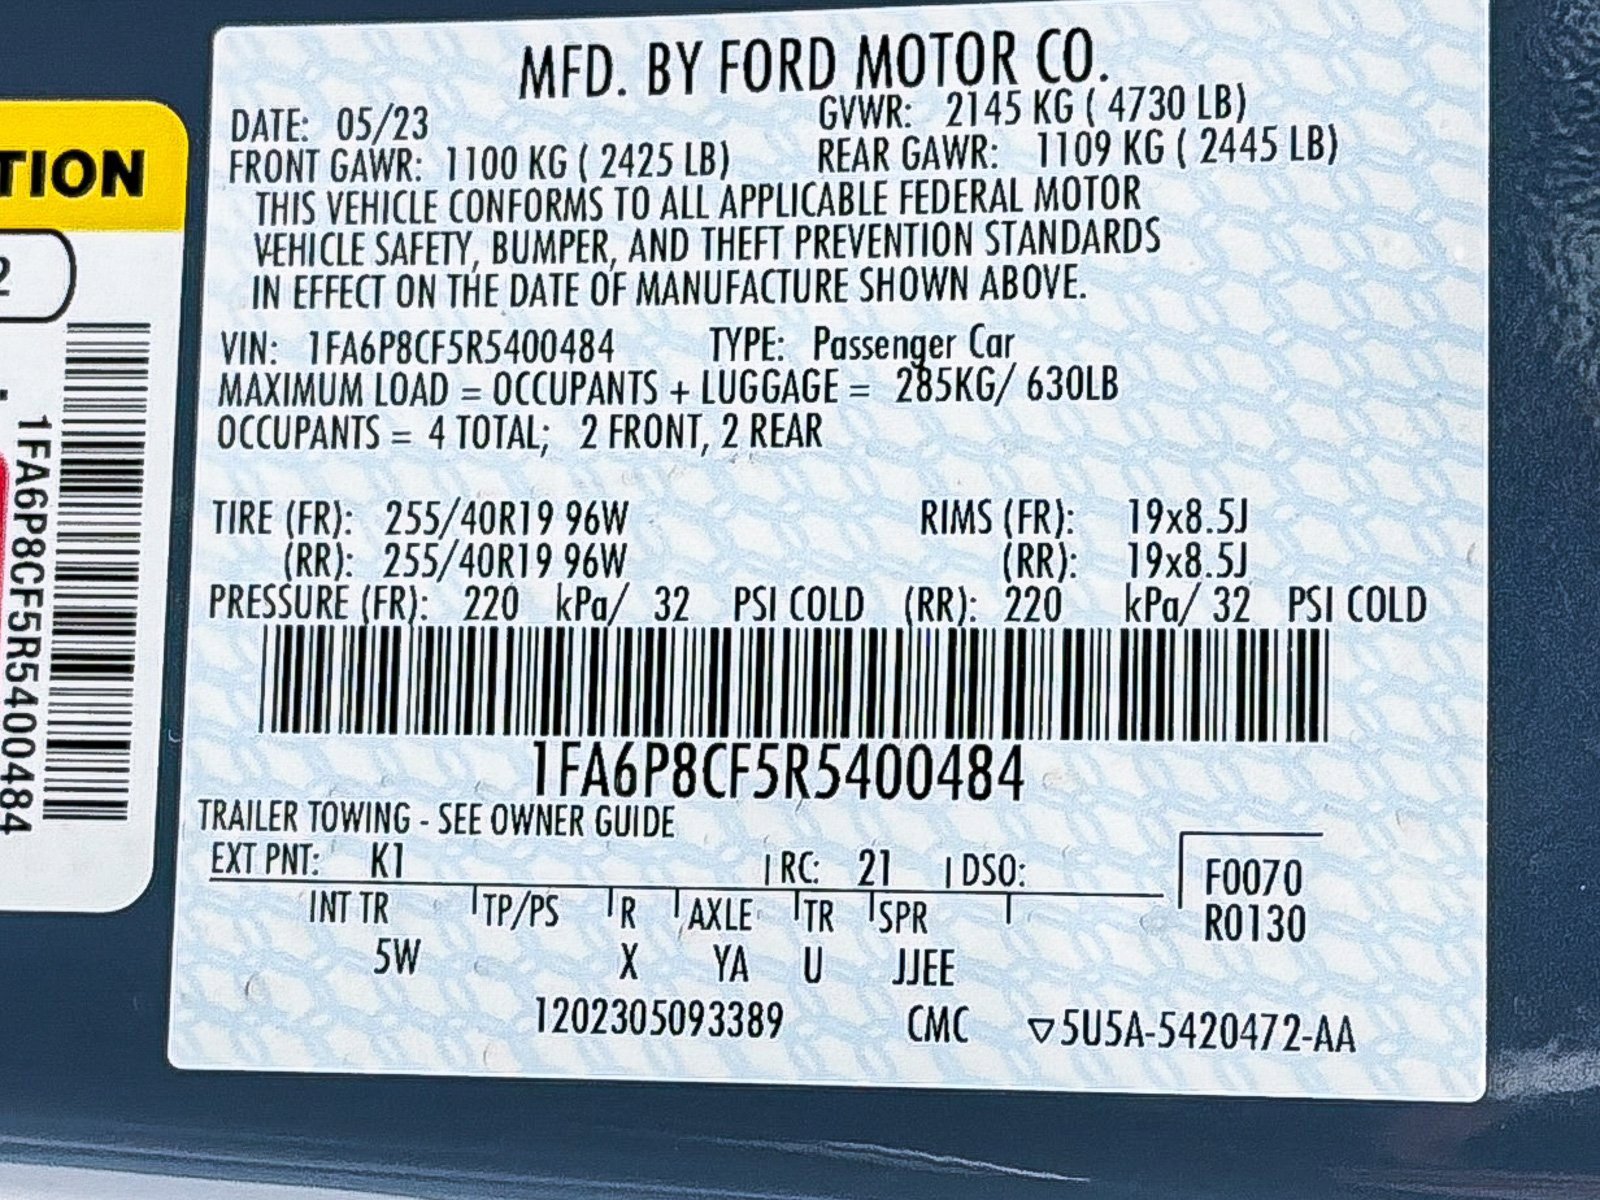 MFD. BY FORD MOTOR CO.
DATE: 05/23 GVWR: 2145 KG ( 4730 LB)
FRONT GAWR: 1100 KG ( 2425 LB) REAR GAWR: 1109 KG ( 2445 LB)
THIS VEHICLE CONFORMS TO ALL APPLICABLE FEDERAL MOTOR
VEHICLE SAFETY, BUMPER, AND THEFT PREVENTION STANDARDS
IN EFFECT ON THE DATE OF MANUFACTURE SHOWN ABOVE.
VIN: 1FA6P8CF5R5400484 TYPE: Passenger Car
MAXIMUM LOAD = OCCUPANTS + LUGGAGE = 285KG/ 630LB
OCCUPANTS = 4 TOTAL; 2 FRONT, 2 REAR
TIRE (FR): 255/40R19 96W RIMS (FR): 19x8.5J
(RR): 255/40R19 96W (RR): 19x8.5J
PRESSURE (FR): 220 kPa/ 32 PSI COLD (RR): 220 kPa/ 32 PSI COLD
1FA6P8CF5R5400484
TRAILER TOWING - SEE OWNER GUIDE
EXT PNT: K1 RC: 21 DSO: F0070
INT TR TP/PS R AXLE TR SPR R0130
5W X YA U JJEE
1202305093389 CMC ▽5U5A-5420472-AA
TION
2
1FA6P8CF5R5400484